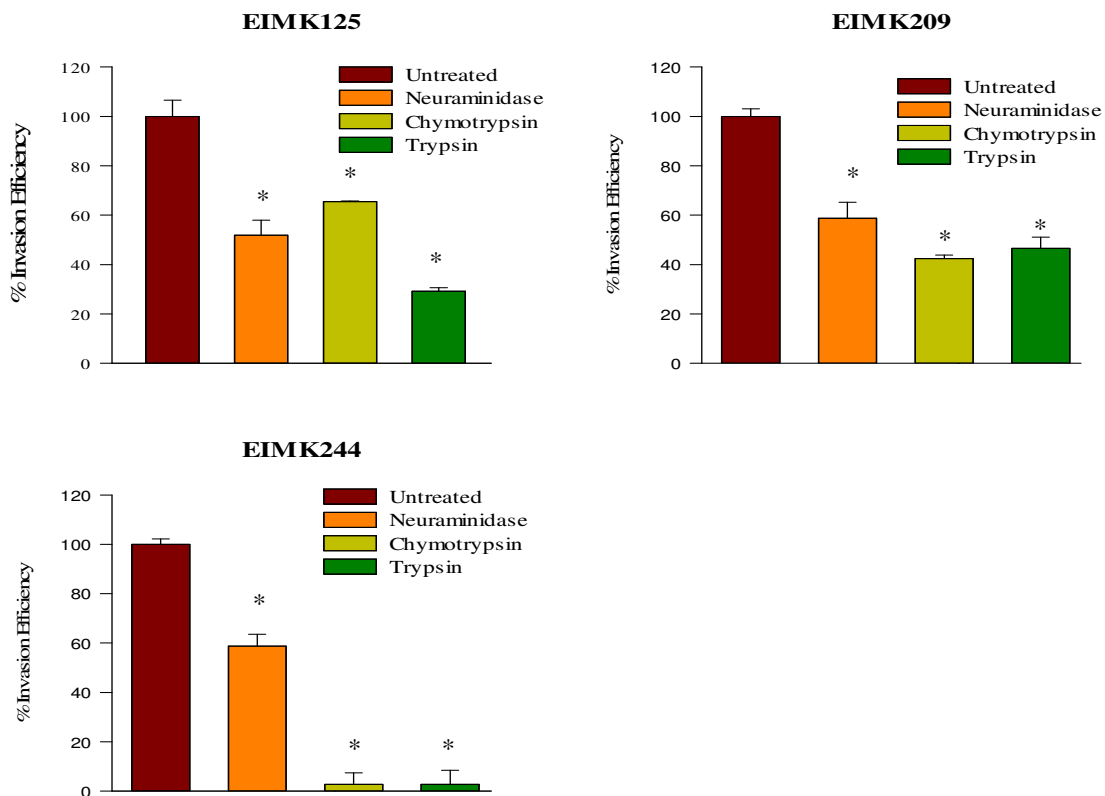 EIMK125
120
100
80
60
40
20
0
% Invasion Efficiency
Untreated
Neuraminidase
Chymotrypsin
Trypsin
*
*
*
EIMK209
120
100
80
60
40
20
0
% Invasion Efficiency
Untreated
Neuraminidase
Chymotrypsin
Trypsin
*
*
*
EIMK244
120
100
80
60
40
20
0
% Invasion Efficiency
Untreated
Neuraminidase
Chymotrypsin
Trypsin
*
*
*